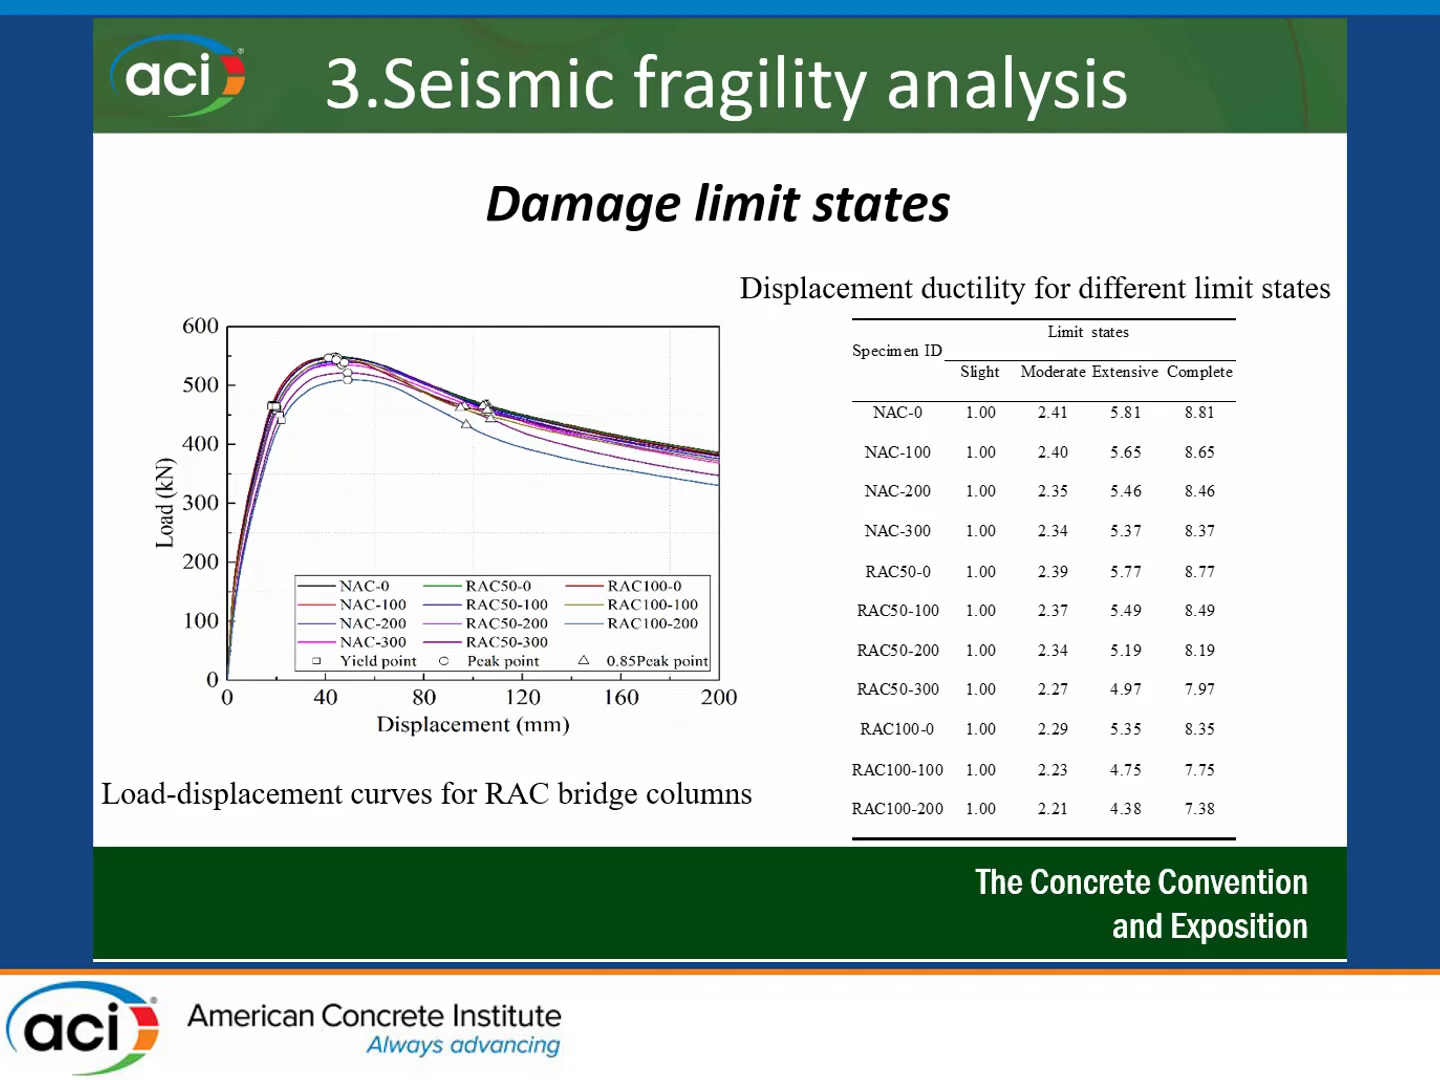 aci
3.Seismic fragility analysis
Damage limit states
Displacement ductility for different limit states
600
500
400
300
200
100
0
0 40 80 120 160 200
Load (kN)
Displacement (mm)
NAC-0 RAC50-0 RAC100-0
NAC-100 RAC50-100 RAC100-100
NAC-200 RAC50-200 RAC100-200
NAC-300 RAC50-300
Yield point Peak point 0.85Peak point
Load-displacement curves for RAC bridge columns
Specimen ID Limit states
Slight Moderate Extensive Complete
NAC-0 1.00 2.41 5.81 8.81
NAC-100 1.00 2.40 5.65 8.65
NAC-200 1.00 2.35 5.46 8.46
NAC-300 1.00 2.34 5.37 8.37
RAC50-0 1.00 2.39 5.77 8.77
RAC50-100 1.00 2.37 5.49 8.49
RAC50-200 1.00 2.34 5.19 8.19
RAC50-300 1.00 2.27 4.97 7.97
RAC100-0 1.00 2.29 5.35 8.35
RAC100-100 1.00 2.23 4.75 7.75
RAC100-200 1.00 2.21 4.38 7.38
The Concrete Convention
and Exposition
aci
American Concrete Institute
Always advancing